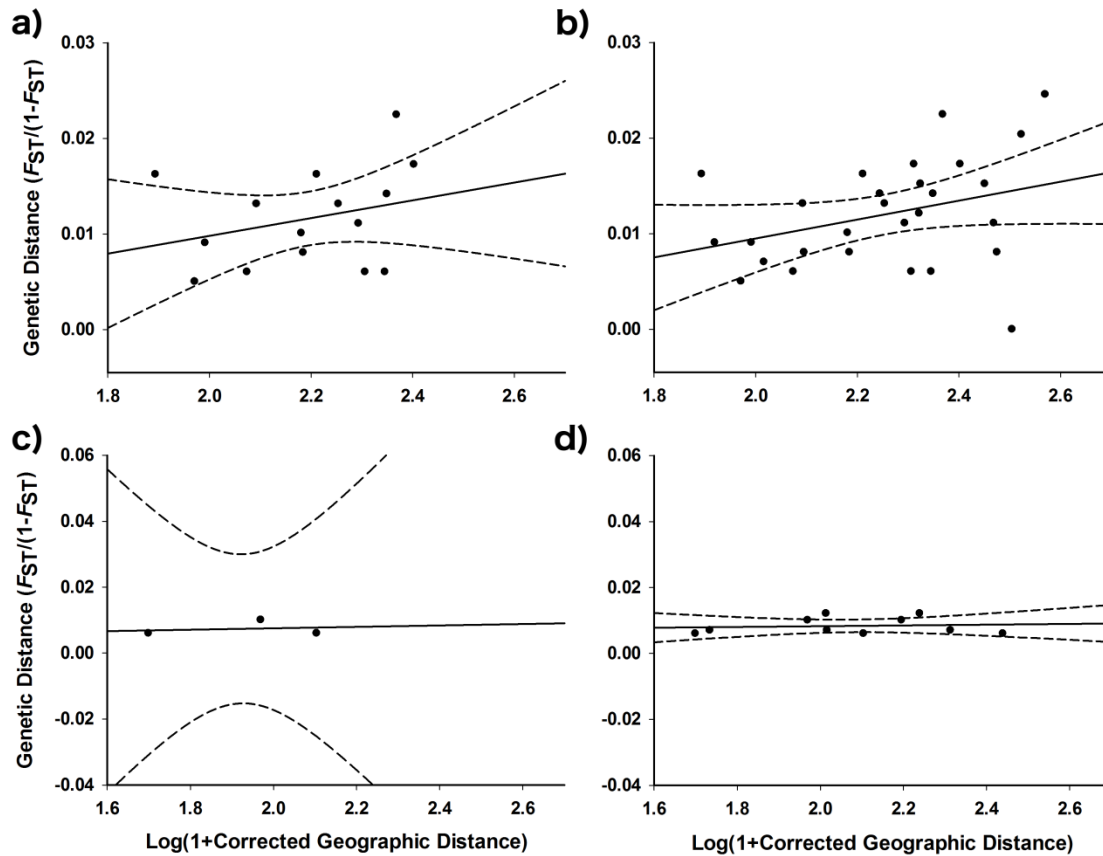 a)
0.03
0.02
0.01
0.00
Genetic Distance (FST/(1-FST)
1.8 2.0 2.2 2.4 2.6
b)
0.03
0.02
0.01
0.00
1.8 2.0 2.2 2.4 2.6
c)
0.06
0.04
0.02
0.00
-0.02
-0.04
Genetic Distance (FST/(1-FST)
1.6 1.8 2.0 2.2 2.4 2.6
Log(1+Corrected Geographic Distance)
d)
0.06
0.04
0.02
0.00
-0.02
-0.04
1.6 1.8 2.0 2.2 2.4 2.6
Log(1+Corrected Geographic Distance)